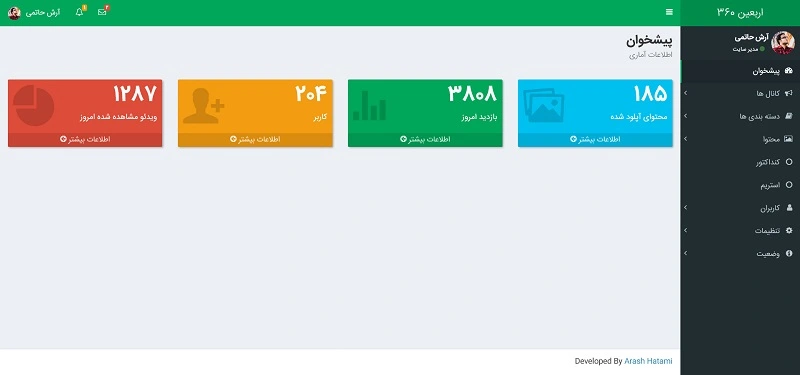 اربعین ۳۶۰
آرش حاتمی
۱
۲
آرش حاتمی
مدیر سایت
پیشخوان
کانال ها
دسته بندی ها
محتوا
کنداکتور
استریم
کاربران
تنظیمات
وضعیت
پیشخوان
اطلاعات آماری
۱۸۵
محتوای آپلود شده
اطلاعات بیشتر
۳۸۰۸
بازدید امروز
اطلاعات بیشتر
۲۰۴
کاربر
اطلاعات بیشتر
۱۲۸۷
ویدئو مشاهده شده امروز
اطلاعات بیشتر
Developed By Arash Hatami